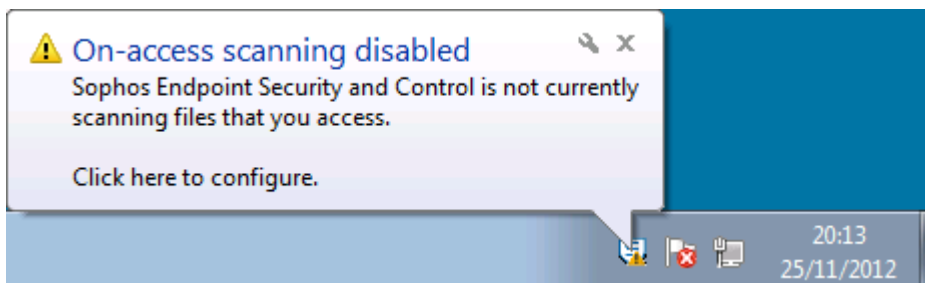 On-access scanning disabled
Sophos Endpoint Security and Control is not currently
scanning files that you access.
Click here to configure.
20:13
25/11/2012